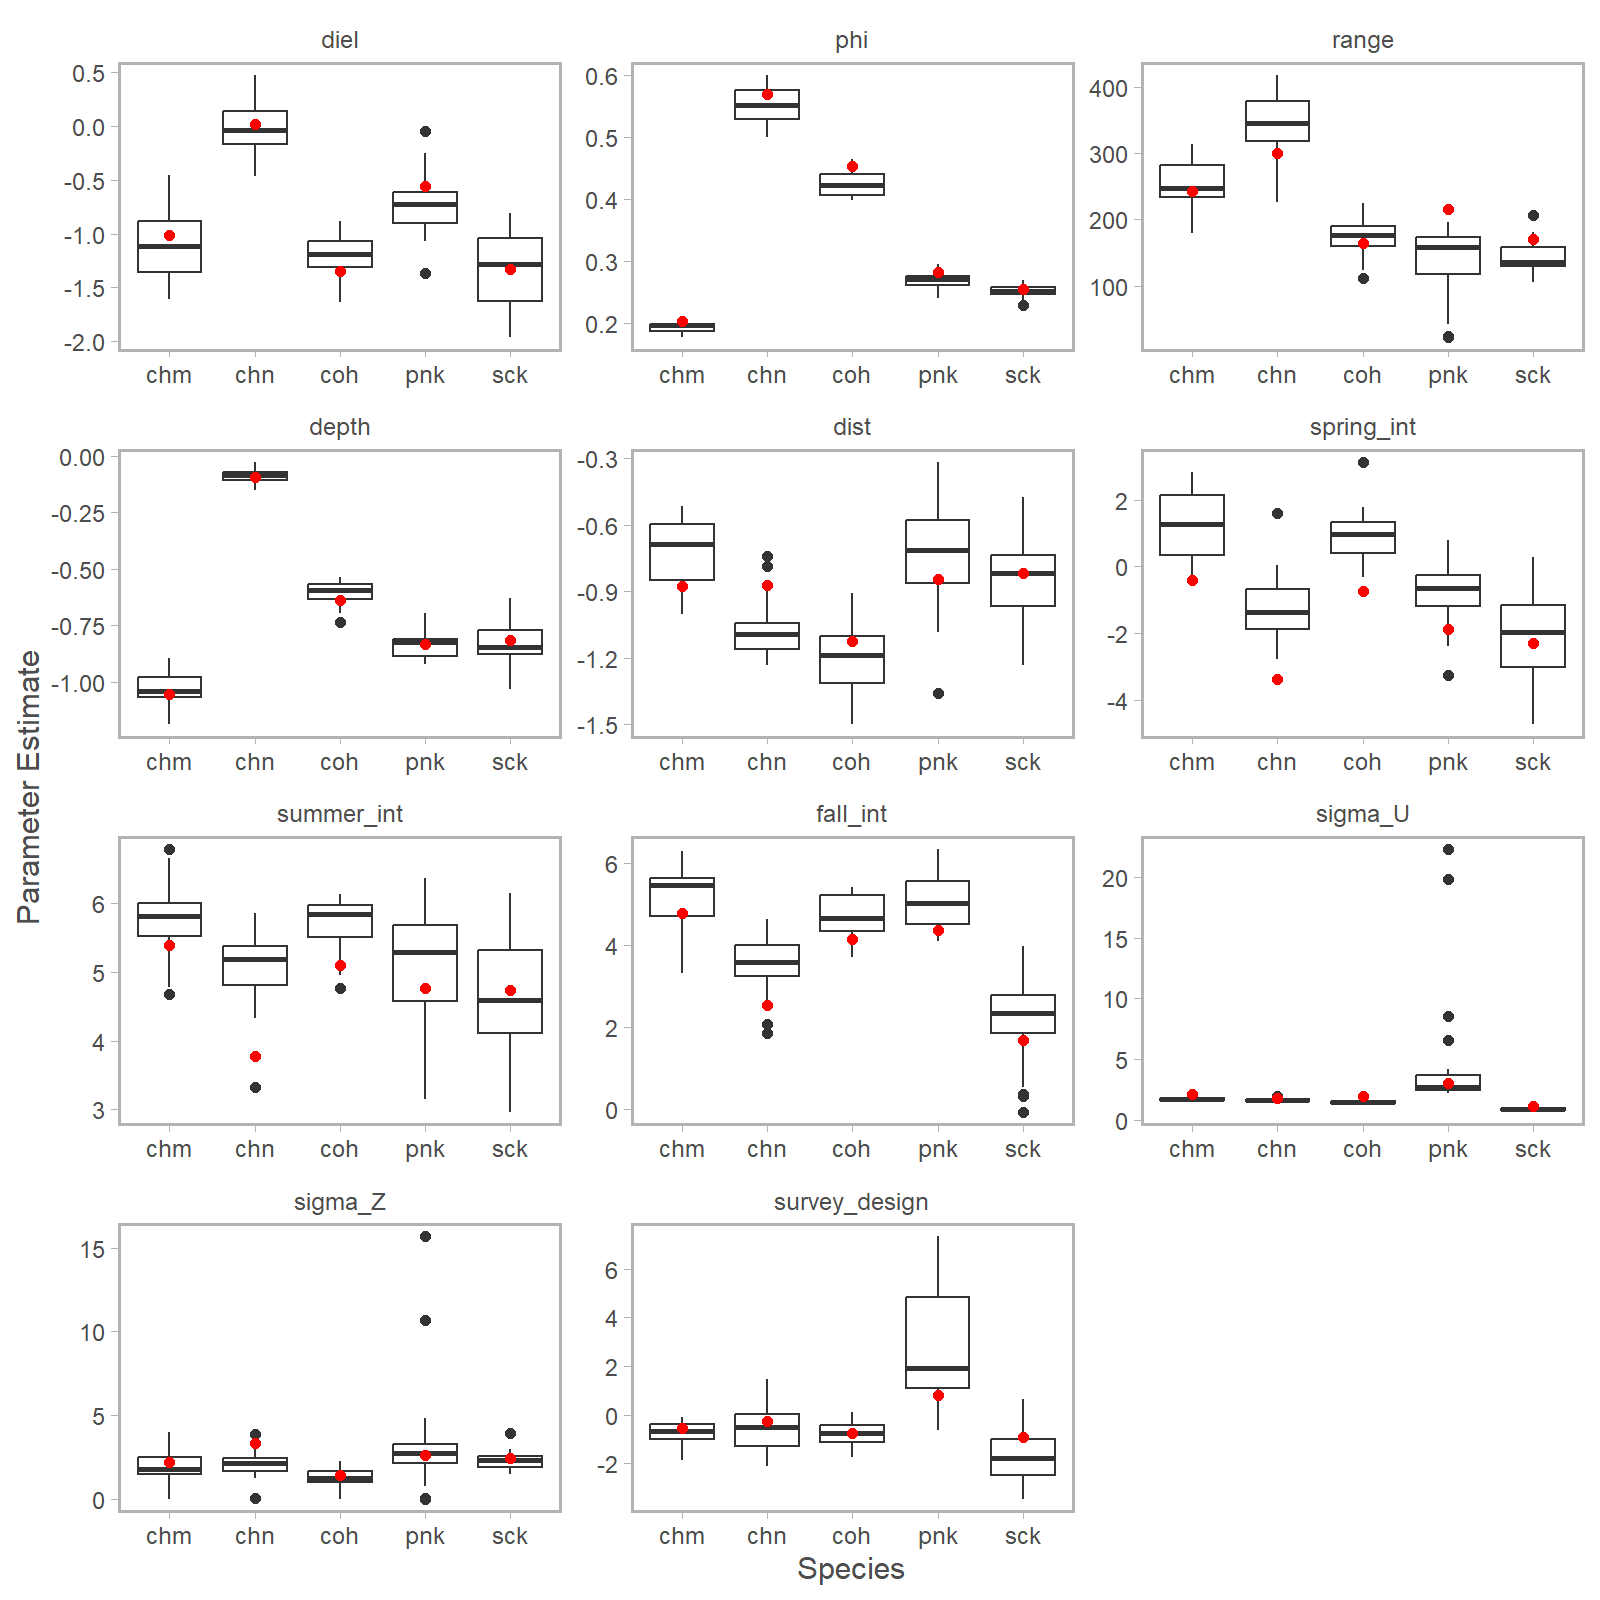 diel phi range
0.5 0.6 400
0.0 0.5 300
-0.5 0.4 200
-1.0 0.3 100
-1.5 0.2
-2.0
chm chn coh pnk sck chm chn coh pnk sck chm chn coh pnk sck
depth dist spring_int
0.00 -0.3 2
-0.25 -0.6 0
-0.50 -0.9 -2
-0.75 -1.2 -4
-1.00 -1.5
chm chn coh pnk sck chm chn coh pnk sck chm chn coh pnk sck
Parameter Estimate
summer_int fall_int sigma_U
6 6 20
5 4 15
4 2 10
3 0 5
0
chm chn coh pnk sck chm chn coh pnk sck chm chn coh pnk sck
sigma_Z survey_design
15 6
10 4
5 2
0 0
-2
chm chn coh pnk sck chm chn coh pnk sck
Species